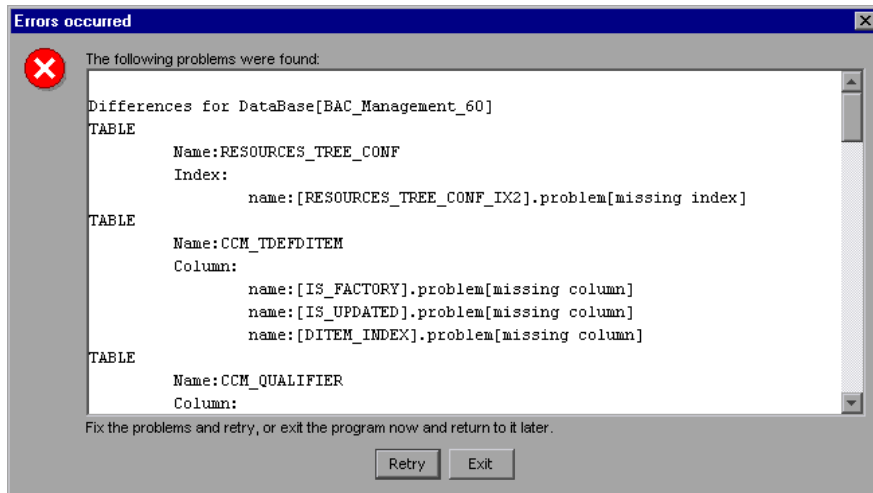 Errors occurred
The following problems were found:
Differences for DataBase[BAC_Management_60]
TABLE
Name:RESOURCES_TREE_CONF
Index:
name:[RESOURCES_TREE_CONF_IX2].problem[missing index]
TABLE
Name:CCM_TDEFDITEM
Column:
name:[IS_FACTORY].problem[missing column]
name:[IS_UPDATED].problem[missing column]
name:[DITEM_INDEX].problem[missing column]
TABLE
Name:CCM_QUALIFIER
Column:
Fix the problems and retry, or exit the program now and return to it later.
Retry Exit